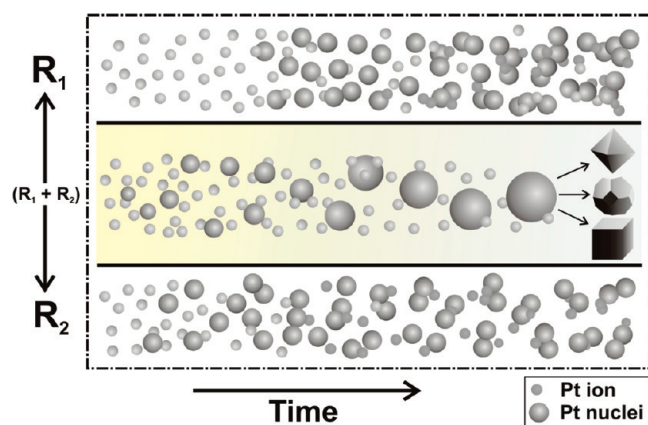 R₁
(R₁ + R₂)
R₂
Time
Pt ion
Pt nuclei